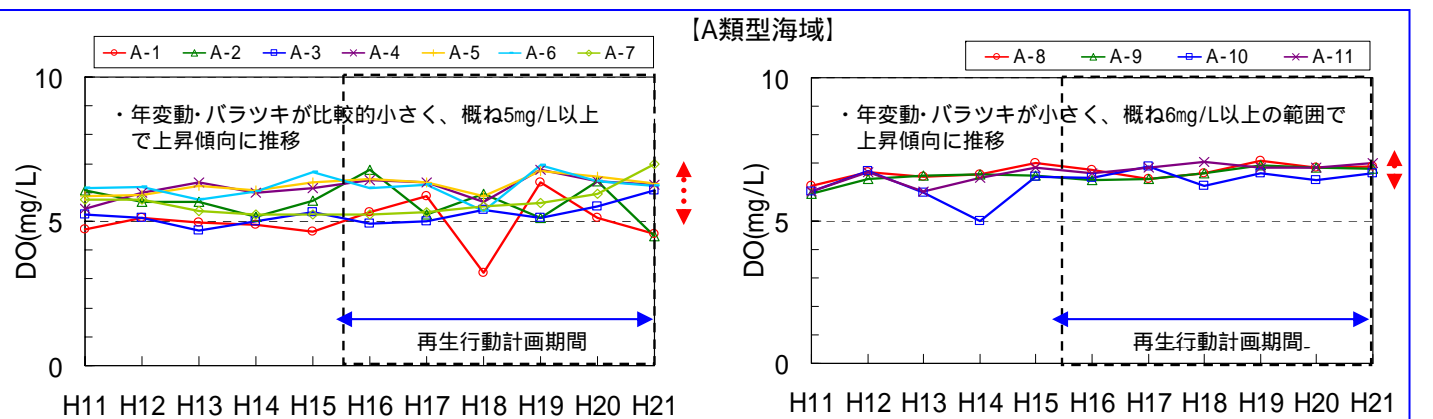 【A類型海域】
A-1 A-2 A-3 A-4 A-5 A-6 A-7
10
・年変動・バラツキが比較的小さく、概ね5mg/L以上
で上昇傾向に推移
DO(mg/L)
5
再生行動計画期間
0
H11 H12 H13 H14 H15 H16 H17 H18 H19 H20 H21
A-8 A-9 A-10 A-11
10
・年変動・バラツキが小さく、概ね6mg/L以上の範囲で
上昇傾向に推移
DO(mg/L)
5
再生行動計画期間
0
H11 H12 H13 H14 H15 H16 H17 H18 H19 H20 H21